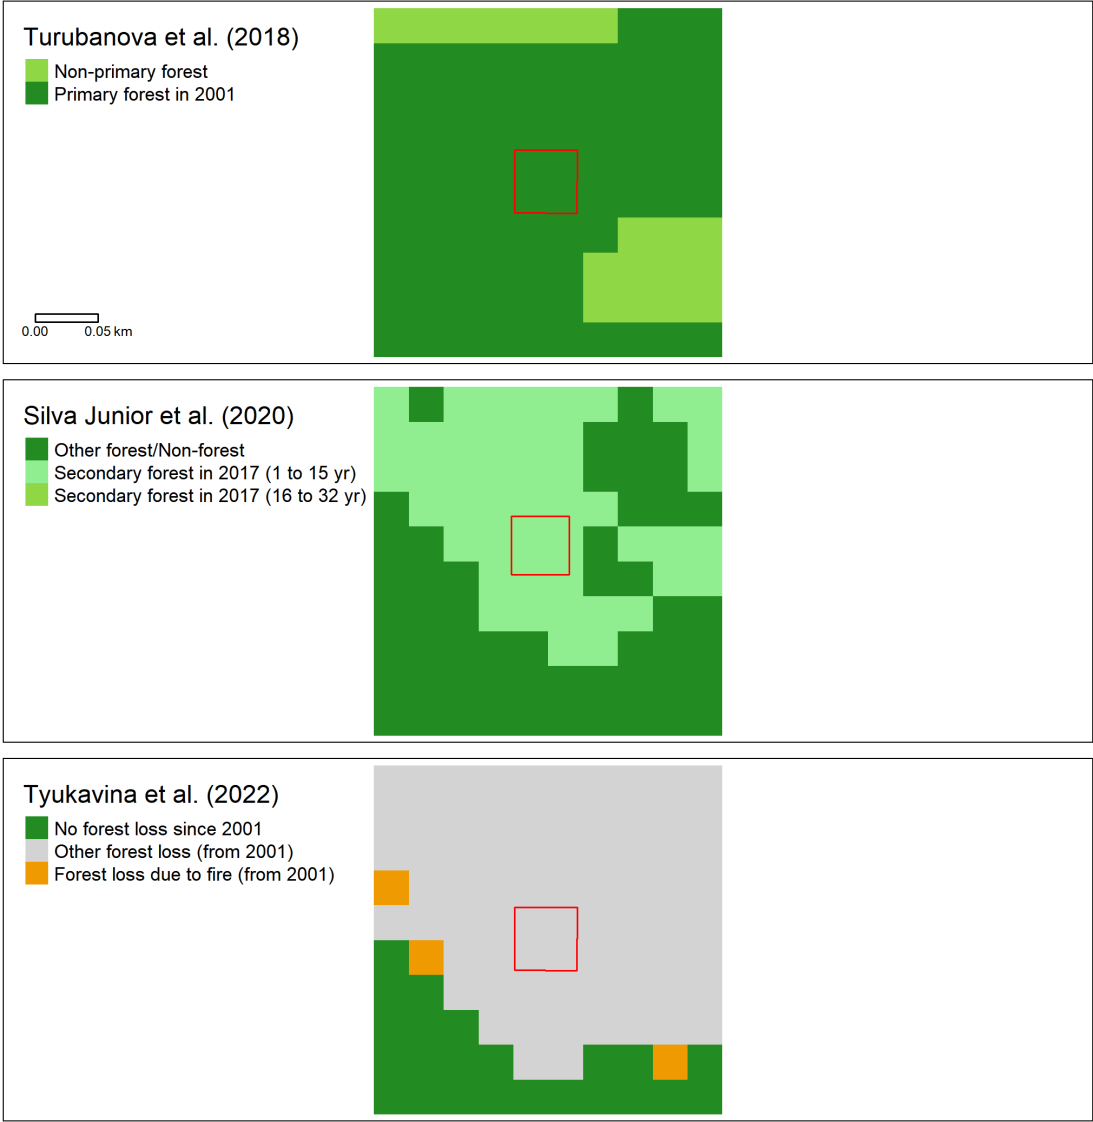 Turubanova et al. (2018)
Non-primary forest
Primary forest in 2001
0.00 0.05 km
Silva Junior et al. (2020)
Other forest/Non-forest
Secondary forest in 2017 (1 to 15 yr)
Secondary forest in 2017 (16 to 32 yr)
Tyukavina et al. (2022)
No forest loss since 2001
Other forest loss (from 2001)
Forest loss due to fire (from 2001)